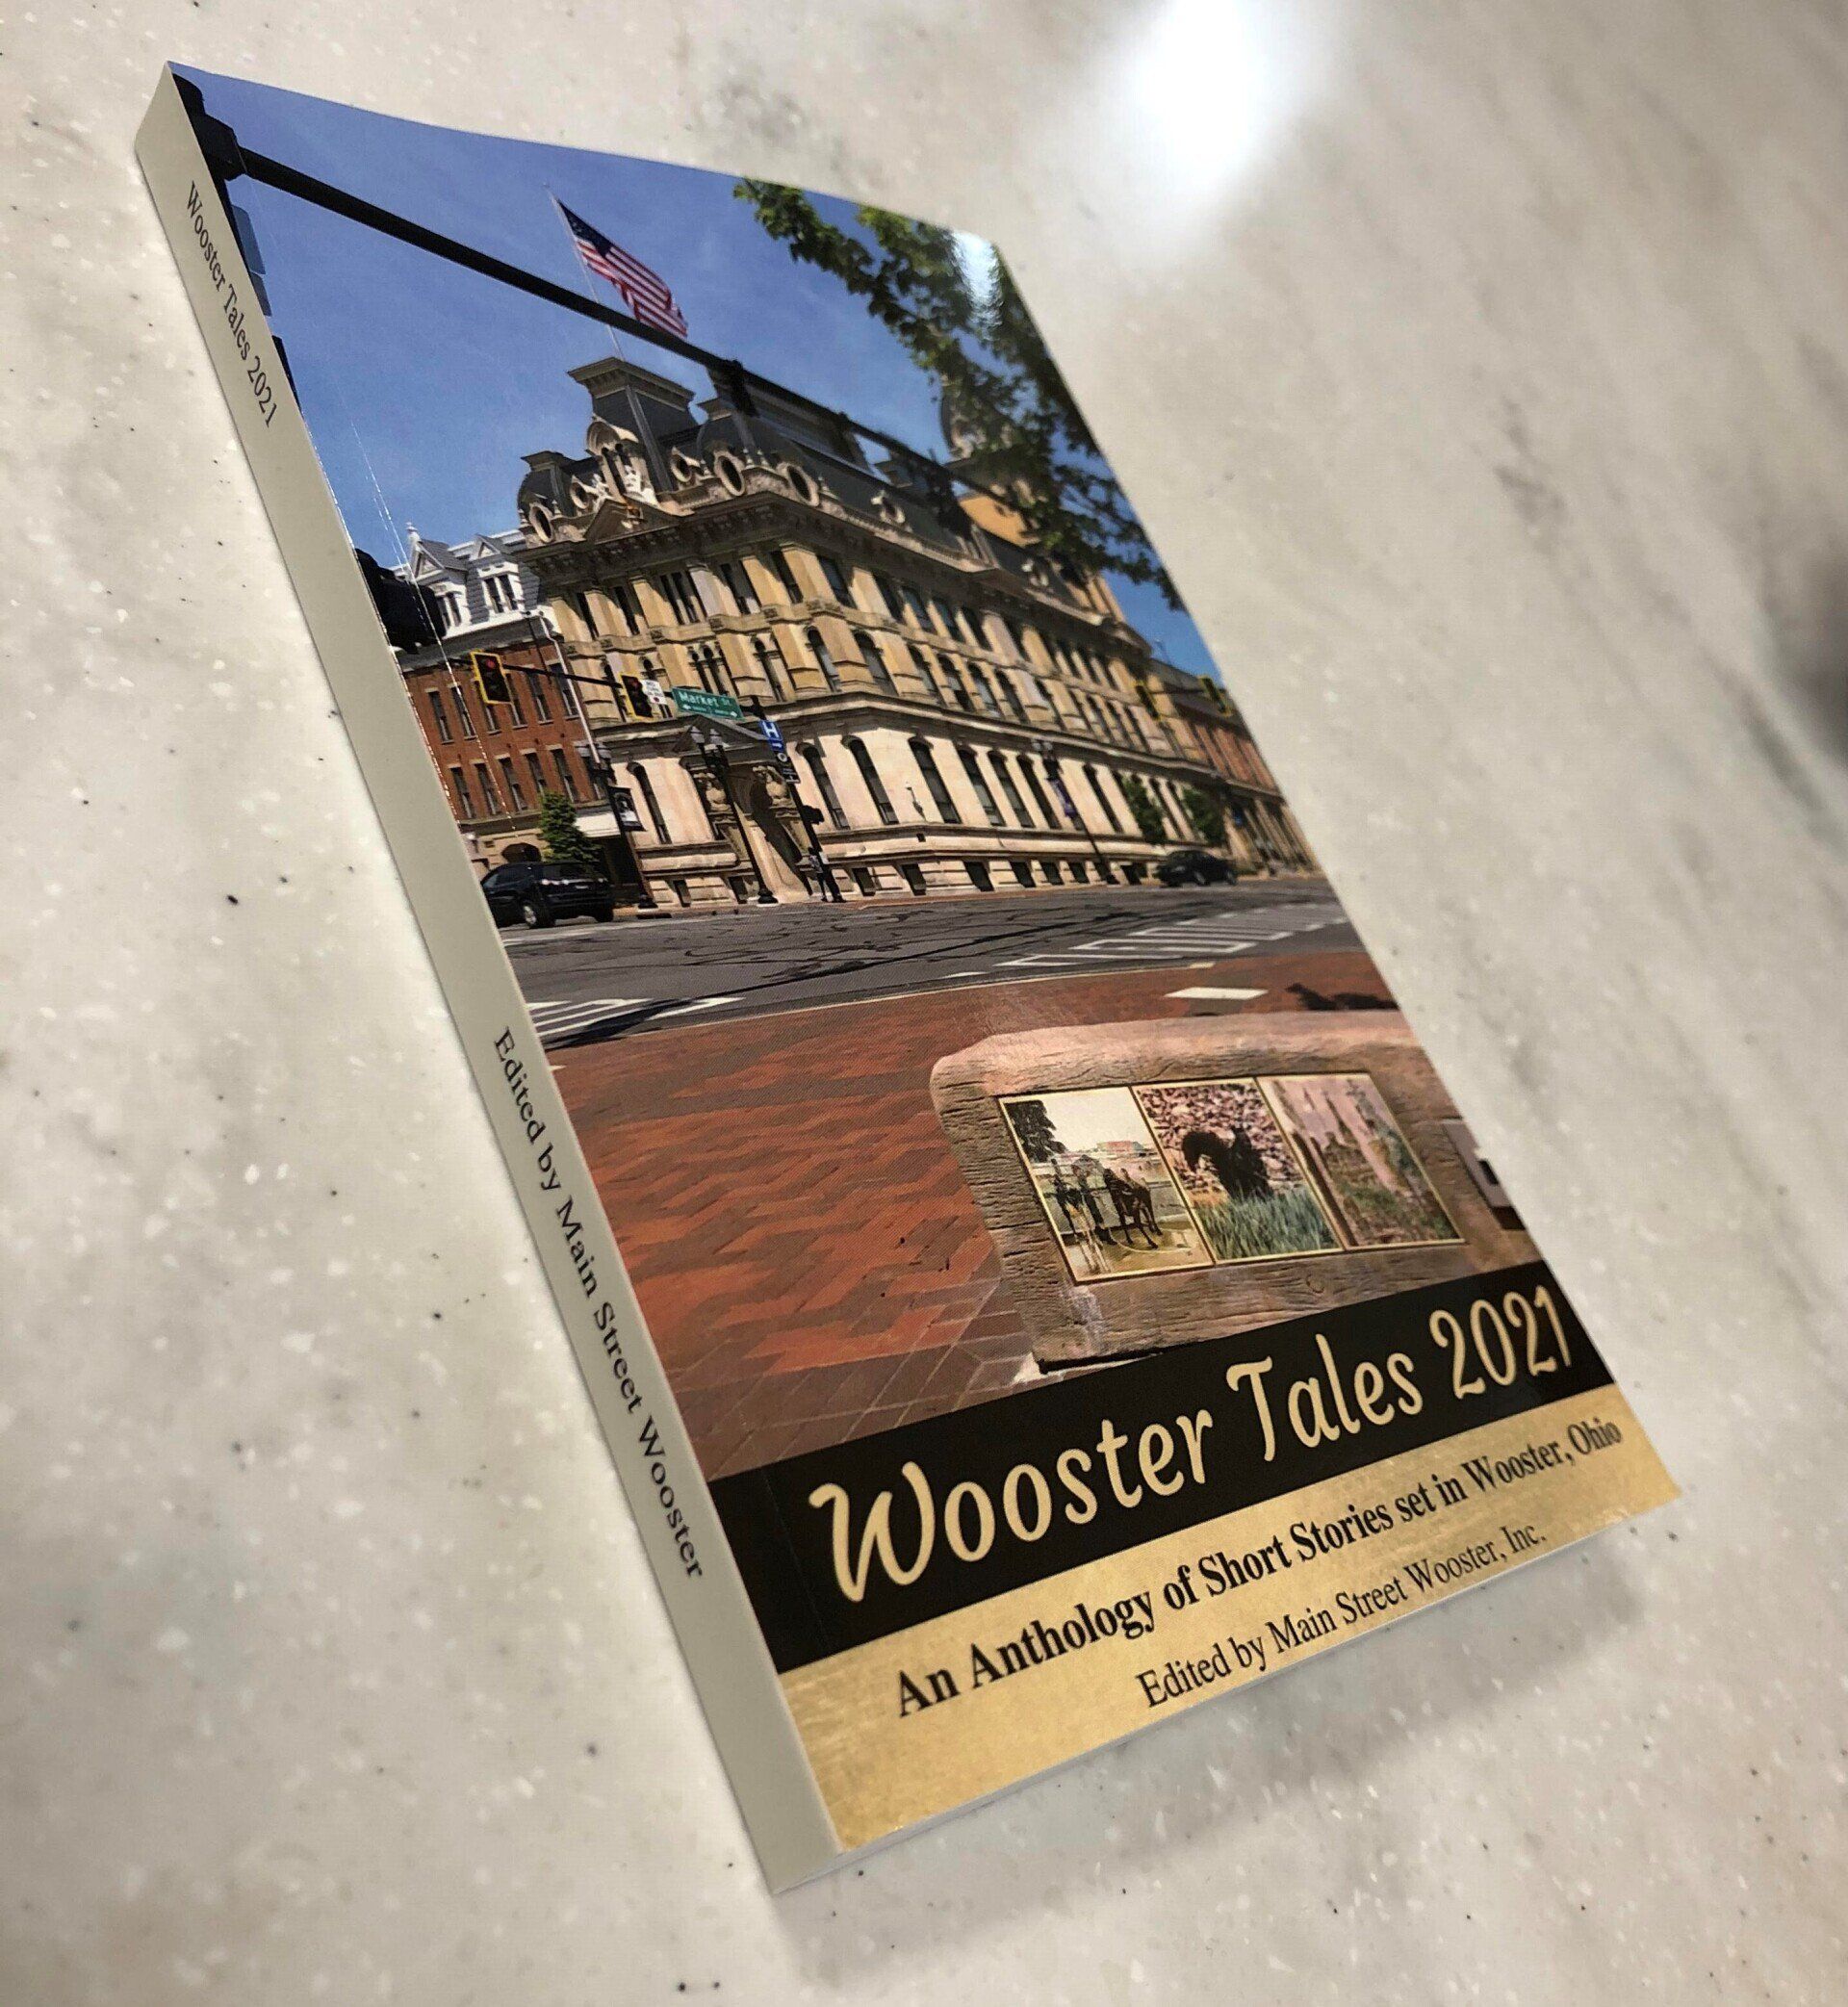 Wooster Tales 2021
Edited by Main Street Wooster
Market St
H
Wooster Tales 2021
An Anthology of Short Stories set in Wooster, Ohio
Edited by Main Street Wooster, Inc.